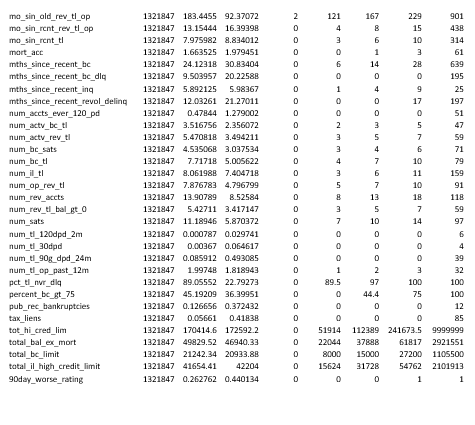 mo_sin_old_rev_tl_op 1321847 183.4455 92.37072 2 121 167 229 901
mo_sin_rcnt_rev_tl_op 1321847 13.15444 16.39398 0 4 8 15 438
mo_sin_rcnt_tl 1321847 7.975982 8.834012 0 3 6 10 314
mort_acc 1321847 1.663525 1.979451 0 0 1 3 61
mths_since_recent_bc 1321847 24.12318 30.83404 0 6 14 28 639
mths_since_recent_bc_dlq 1321847 9.503957 20.22588 0 0 0 0 195
mths_since_recent_inq 1321847 5.892125 5.98367 0 1 4 9 25
mths_since_recent_revol_delinq 1321847 12.03261 21.27011 0 0 0 17 197
num_accts_ever_120_pd 1321847 0.47844 1.279002 0 0 0 0 51
num_actv_bc_tl 1321847 3.516756 2.356072 0 2 3 5 47
num_actv_rev_tl 1321847 5.470818 3.494211 0 3 5 7 59
num_bc_sats 1321847 4.535068 3.037534 0 3 4 6 71
num_bc_tl 1321847 7.71718 5.005622 0 4 7 10 79
num_il_tl 1321847 8.061988 7.404718 0 3 6 11 159
num_op_rev_tl 1321847 7.876783 4.796799 0 5 7 10 91
num_rev_accts 1321847 13.90789 8.52584 0 8 13 18 118
num_rev_tl_bal_gt_0 1321847 5.42711 3.417147 0 3 5 7 59
num_sats 1321847 11.18946 5.870372 0 7 10 14 97
num_tl_120dpd_2m 1321847 0.000787 0.029741 0 0 0 0 6
num_tl_30dpd 1321847 0.00367 0.064617 0 0 0 0 4
num_tl_90g_dpd_24m 1321847 0.085912 0.493085 0 0 0 0 39
num_tl_op_past_12m 1321847 1.99748 1.818943 0 1 2 3 32
pct_tl_nvr_dlq 1321847 89.05552 22.79273 0 89.5 97 100 100
percent_bc_gt_75 1321847 45.19209 36.39951 0 0 44.4 75 100
pub_rec_bankruptcies 1321847 0.126656 0.372432 0 0 0 0 12
tax_liens 1321847 0.05661 0.41838 0 0 0 0 85
tot_hi_cred_lim 1321847 170414.6 172592.2 0 51914 112389 241673.5 9999999
total_bal_ex_mort 1321847 49829.52 46940.33 0 22044 37888 61817 2921551
total_bc_limit 1321847 21242.34 20933.88 0 8000 15000 27200 1105500
total_il_high_credit_limit 1321847 41654.41 42204 0 15624 31728 54762 2101913
90day_worse_rating 1321847 0.262762 0.440134 0 0 0 1 1